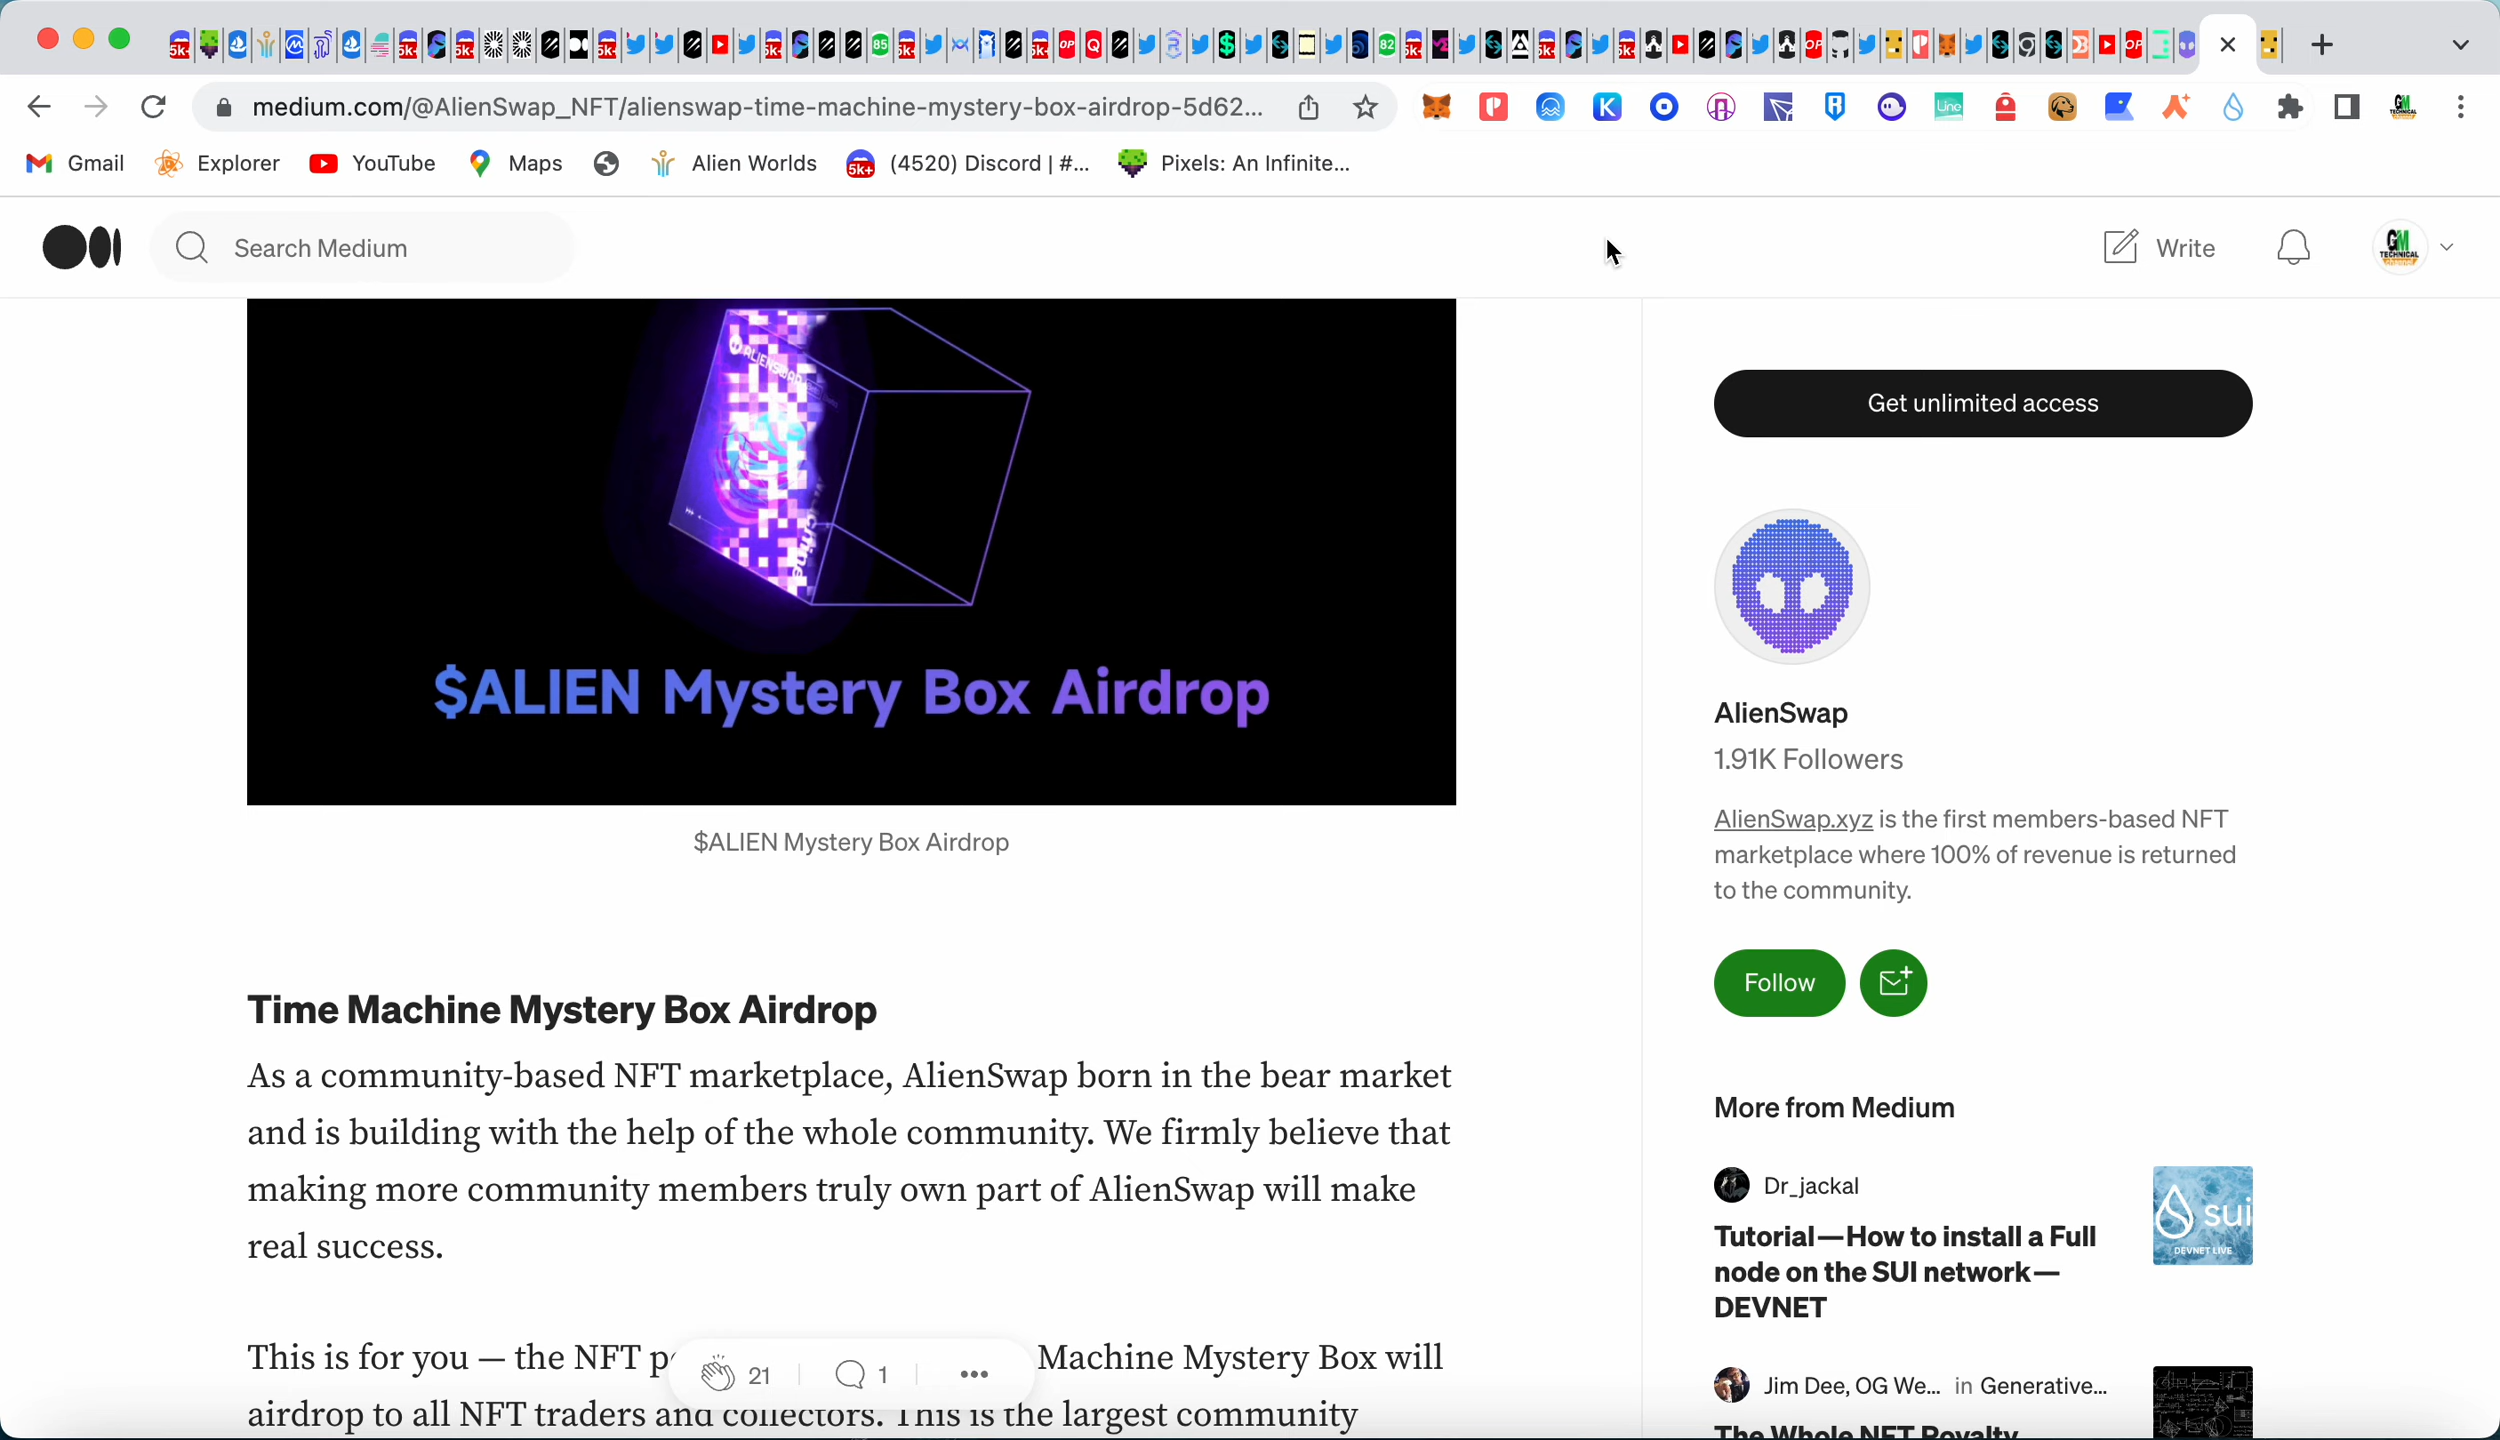 medium.com/@AlienSwap_NFT/alienswap-time-machine-mystery-box-airdrop-5d62...
Gmail
Explorer
YouTube
Maps
Alien Worlds
(4520) Discord | #...
Pixels: An Infinite...
Search Medium
Write
Get unlimited access
$ALIEN Mystery Box Airdrop
$ALIEN Mystery Box Airdrop
AlienSwap
1.91K Followers
AlienSwap.xyz is the first members-based NFT
marketplace where 100% of revenue is returned
to the community.
Follow
Time Machine Mystery Box Airdrop
As a community-based NFT marketplace, AlienSwap born in the bear market
and is building with the help of the whole community. We firmly believe that
making more community members truly own part of AlienSwap will make
real success.
This is for you — the NFT Machine Mystery Box will
21
1
airdrop to all NFT traders and collectors. This is the largest community
More from Medium
Dr_jackal
Tutorial—How to install a Full
node on the SUI network—
DEVNET
sui
DEVNET LIVE
Jim Dee, OG We... in Generative...
The Whole NFT Royalty